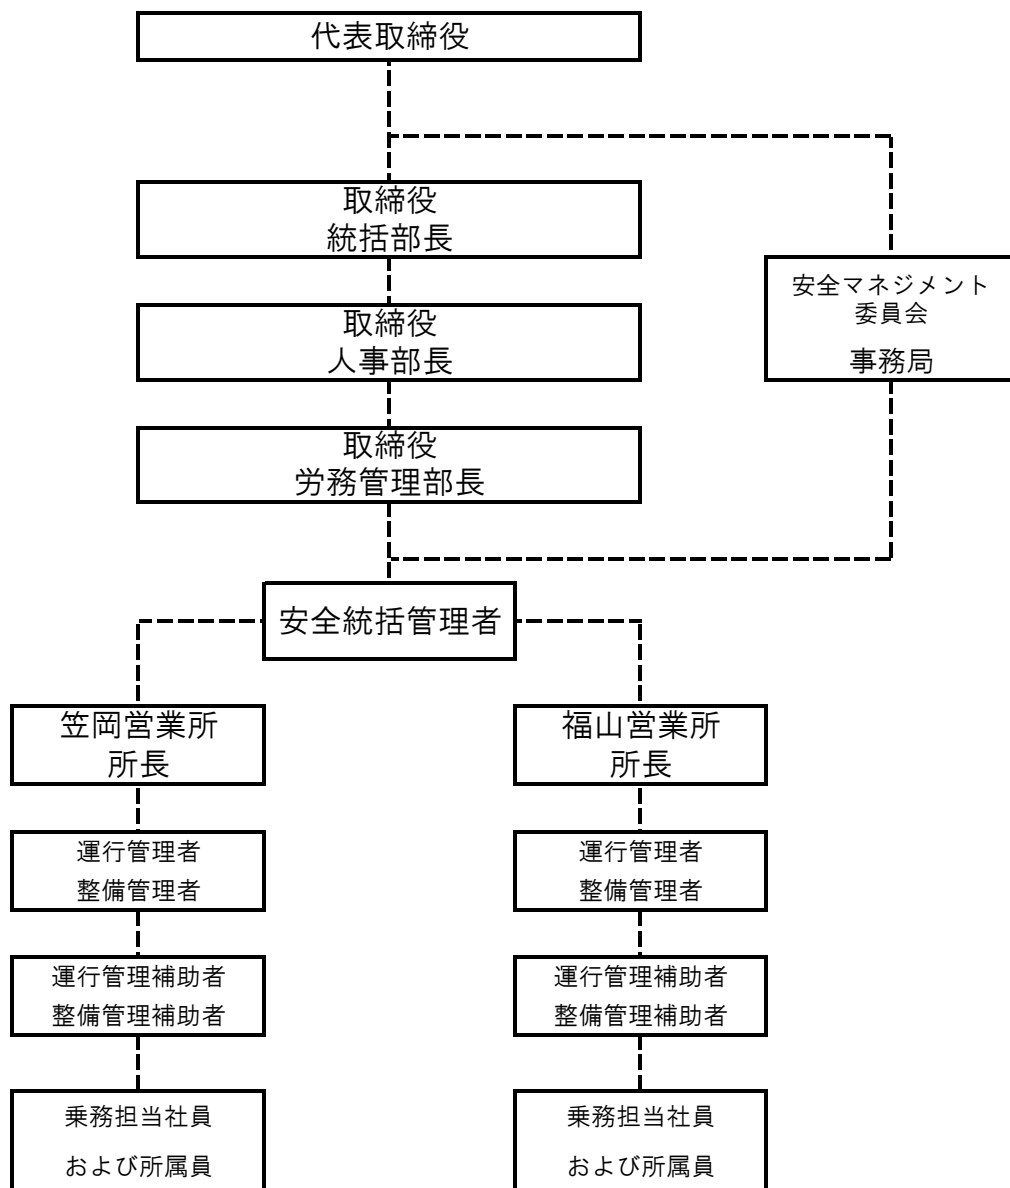 代表取締役
取締役
統括部長
安全マネジメント
委員会
事務局
取締役
人事部長
取締役
労務管理部長
安全統括管理者
笠岡営業所
所長
福山営業所
所長
運行管理者
整備管理者
運行管理者
整備管理者
運行管理補助者
整備管理補助者
運行管理補助者
整備管理補助者
乗務担当社員
および所属員
乗務担当社員
および所属員